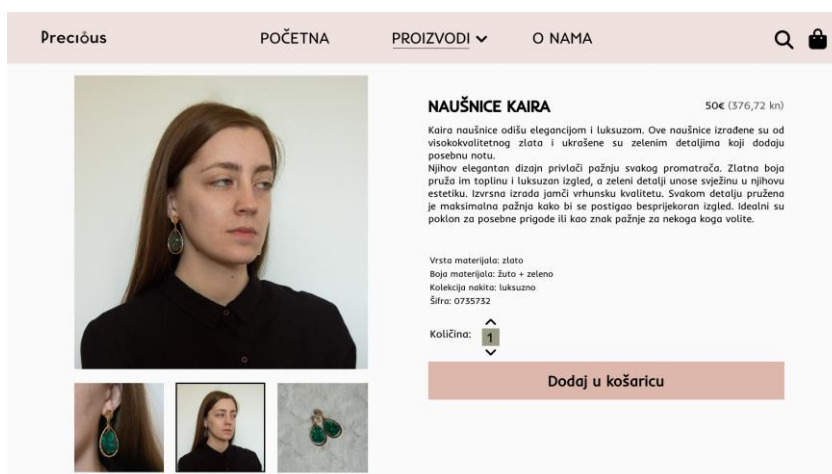 Precious
POČETNA
PROIZVODI
O NAMA
NAUŠNICE KAIRA
50€ (376,72 kn)
Kaira naušnice odišu elegancijom i luksuzom. Ove naušnice izrađene su od
visokokvalitetnog zlata i ukrašene su zelenim detaljima koji dodaju
posebnu notu.
Njihov elegantan dizajn privlači pažnju svakog promatrača. Zlatna boja
pruža im toplinu i luksuzan izgled, a zeleni detalji unose svježinu u njihovu
estetiku. Izvrsna izrada jamči vrhunsku kvalitetu. Svakom detalju pružena
je maksimalna pažnja kako bi se postigao besprijekoran izgled. Idealni su
poklon za posebne prigode ili kao znak pažnje za nekoga koga volite.
Vrsta materijala: zlato
Boja materijala: žuto + zeleno
Kolekcija nakita: luksuzno
Šifra: 0735732
Količina: 1
Dodaj u košaricu